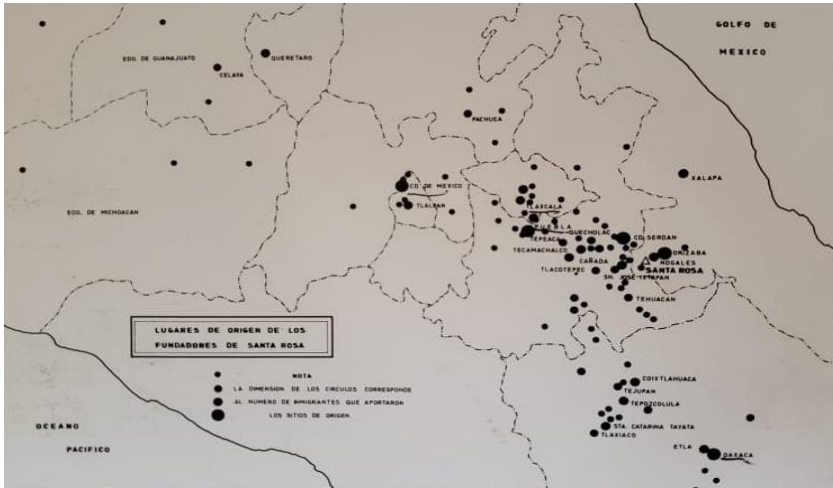 GOLFO DE
MEXICO
EDO. DE GUANAJUATO
CELAYA
QUERETARO
PACHUCA
XALAPA
CD. DE MEXICO
TLALPAN
EDO. DE MICHOACAN
TLAXCALA
PUEBLA
QUECHOLAC
CD. SERDAN
TEPEACA
TECAMACHALCO
ORIZABA
NOGALES
CAÑADA
SANTA ROSA
TLACOTEPEC
SN. JOSE IXTAPAN
TEHUACAN
LUGARES DE ORIGEN DE LOS
FUNDADORES DE SANTA ROSA
NOTA
LA DIMENSION DE LOS CIRCULOS CORRESPONDE
AL NUMERO DE INMIGRANTES QUE APORTARON
LOS SITIOS DE ORIGEN
COIXTLAHUACA
TEJUPAN
TEPOZCOLULA
STA. CATARINA TAYATA
TLAXIACO
ETLA
OAXACA
OCEANO
PACIFICO